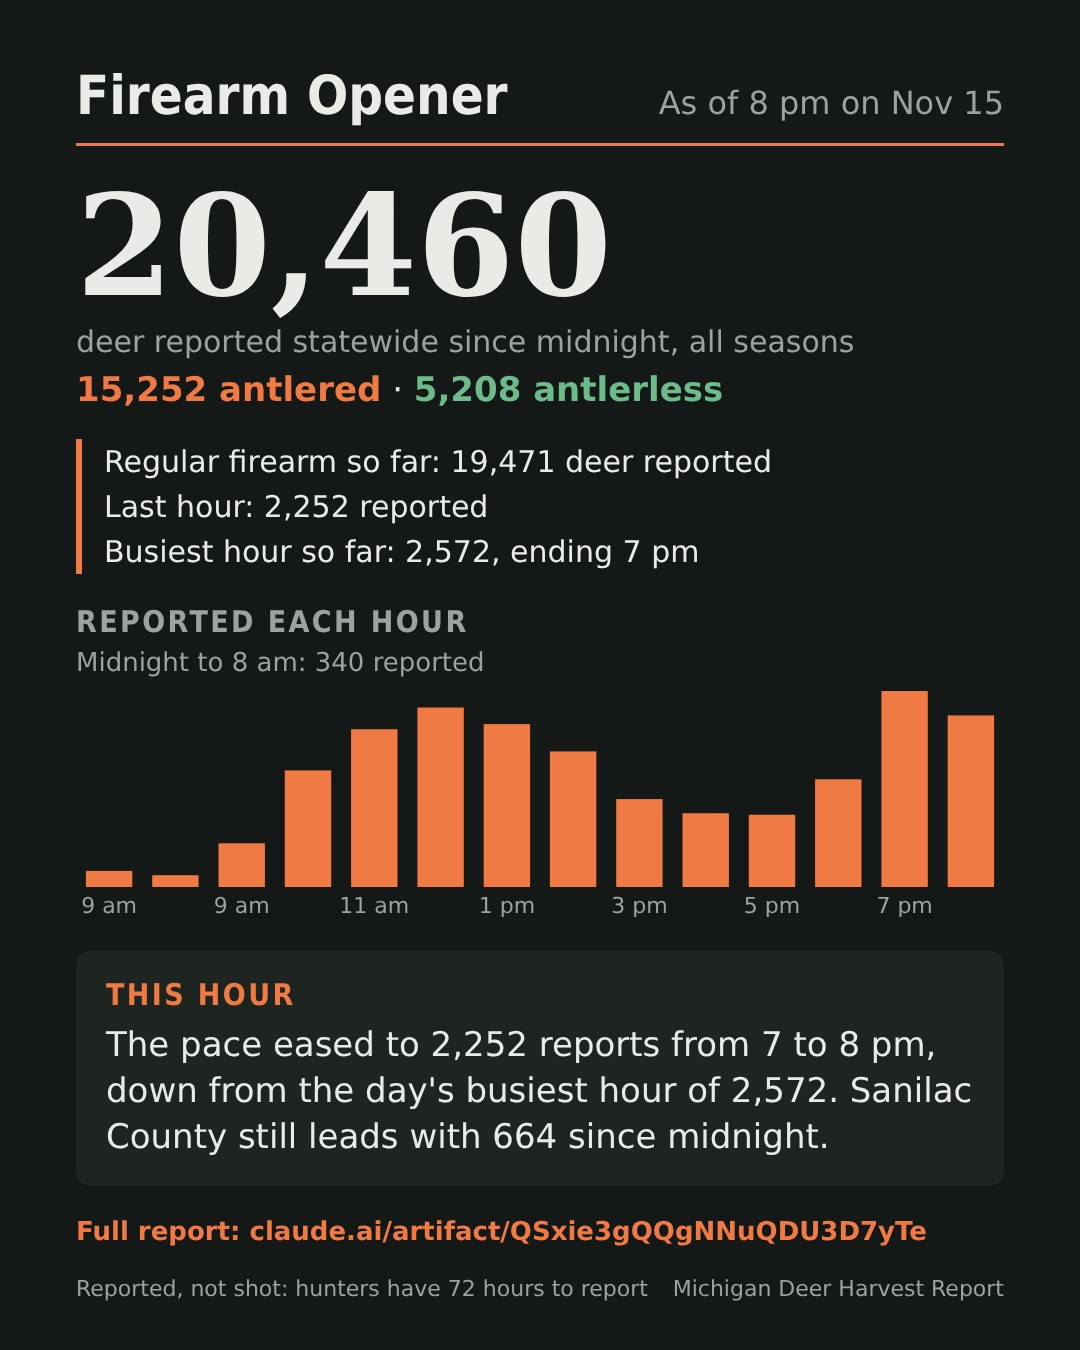 Firearm Opener
As of 8 pm on Nov 15
20,460
deer reported statewide since midnight, all seasons
15,252 antlered · 5,208 antlerless
Regular firearm so far: 19,471 deer reported
Last hour: 2,252 reported
Busiest hour so far: 2,572, ending 7 pm
REPORTED EACH HOUR
Midnight to 8 am: 340 reported
9 am 9 am 11 am 1 pm 3 pm 5 pm 7 pm
THIS HOUR
The pace eased to 2,252 reports from 7 to 8 pm,
down from the day's busiest hour of 2,572. Sanilac
County still leads with 664 since midnight.
Full report: claude.ai/artifact/QSxie3gQQgNNuQDU3D7yTe
Reported, not shot: hunters have 72 hours to report
Michigan Deer Harvest Report